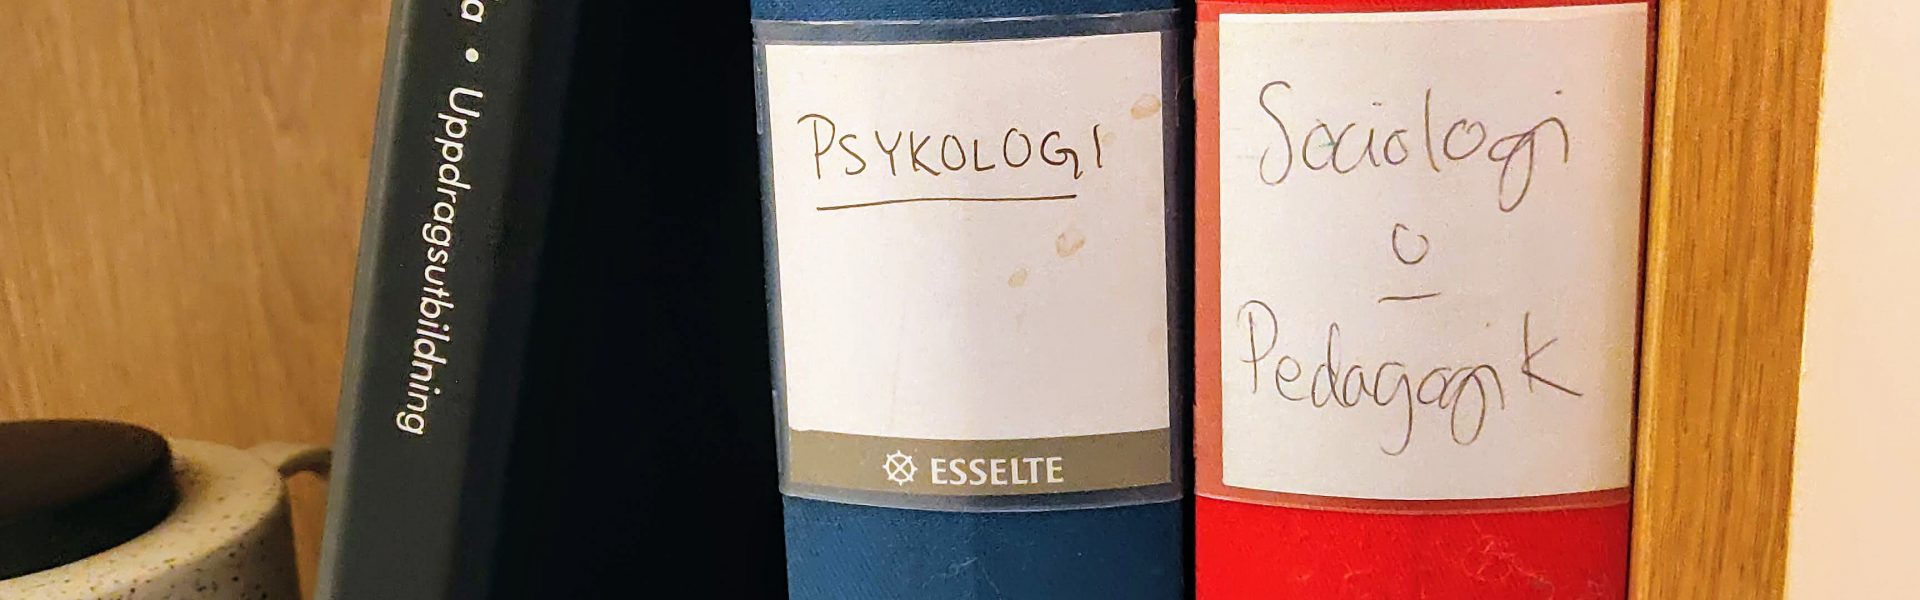 • Uppdragsutbildning
PSYKOLOGI
ESSELTE
Sociologi
o
Pedagogik